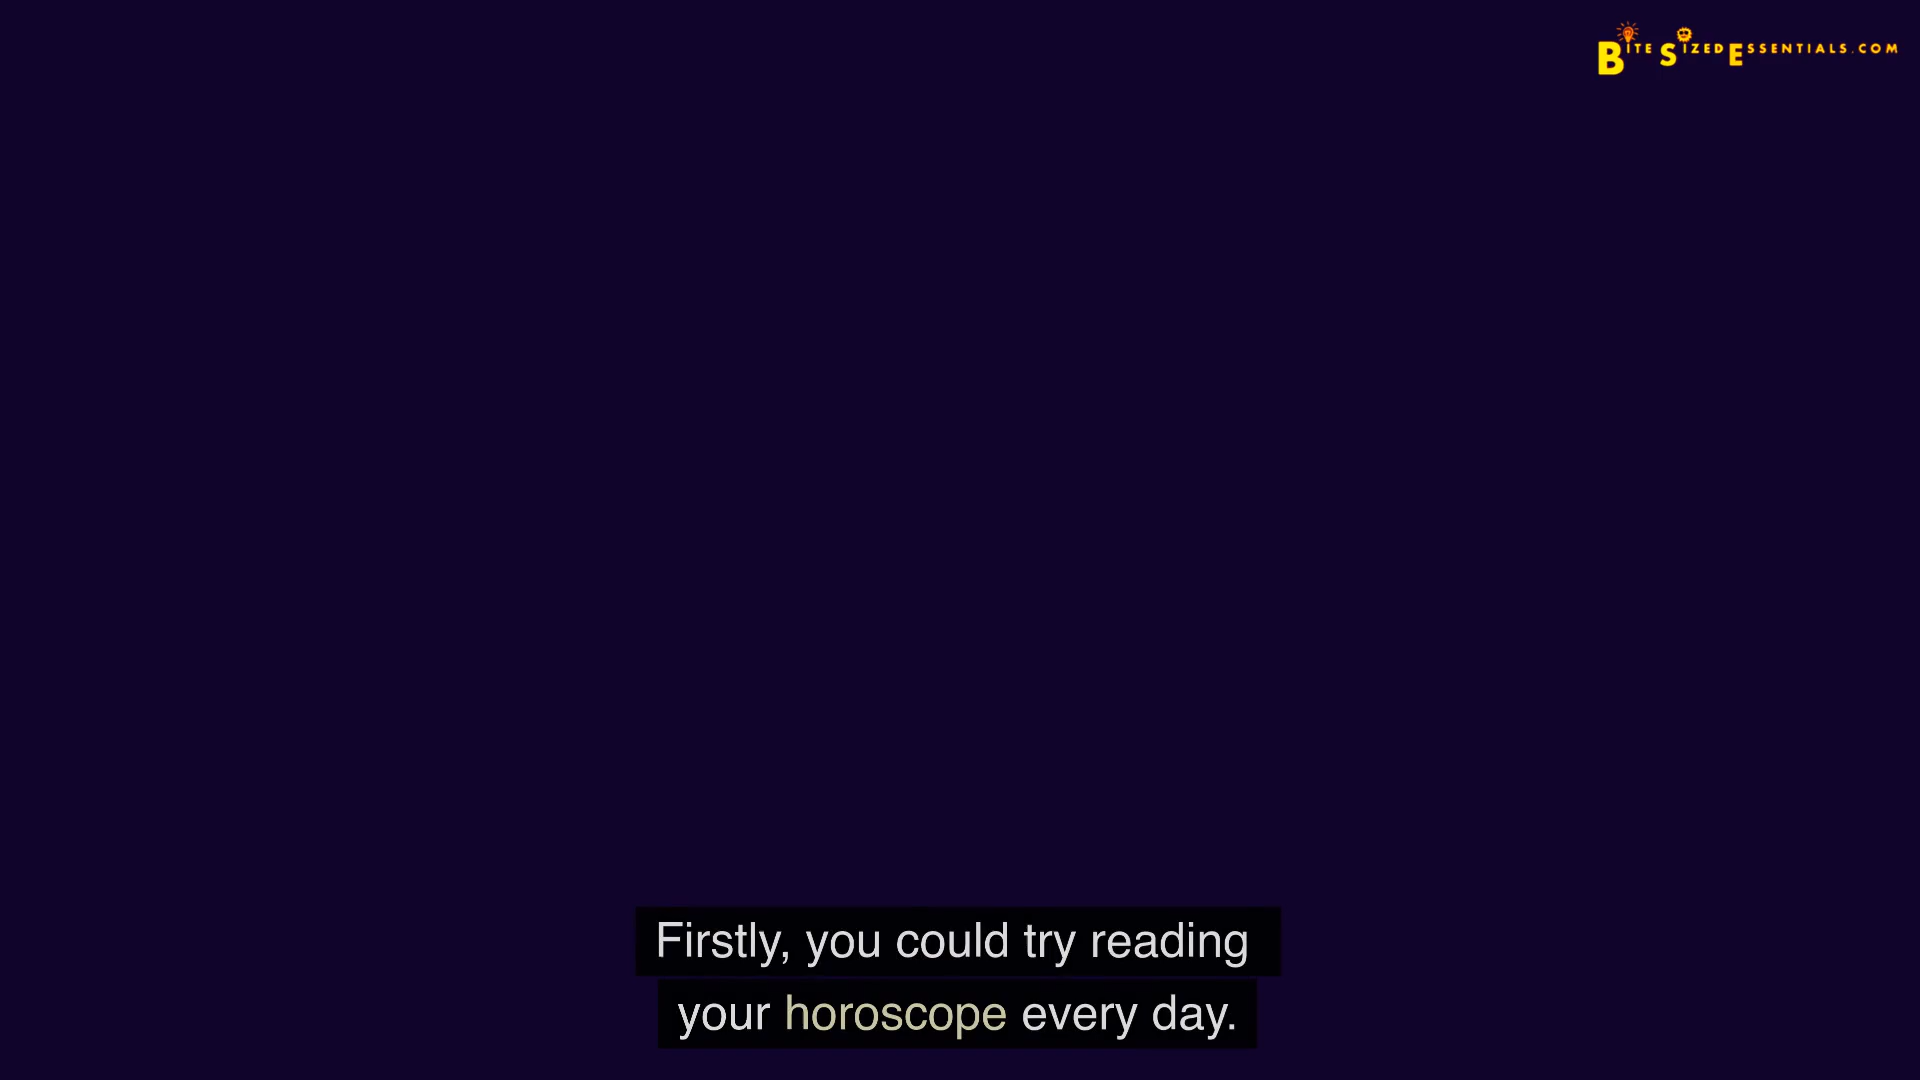 BiteSizedEssentials.com
Firstly, you could try reading
your horoscope every day.